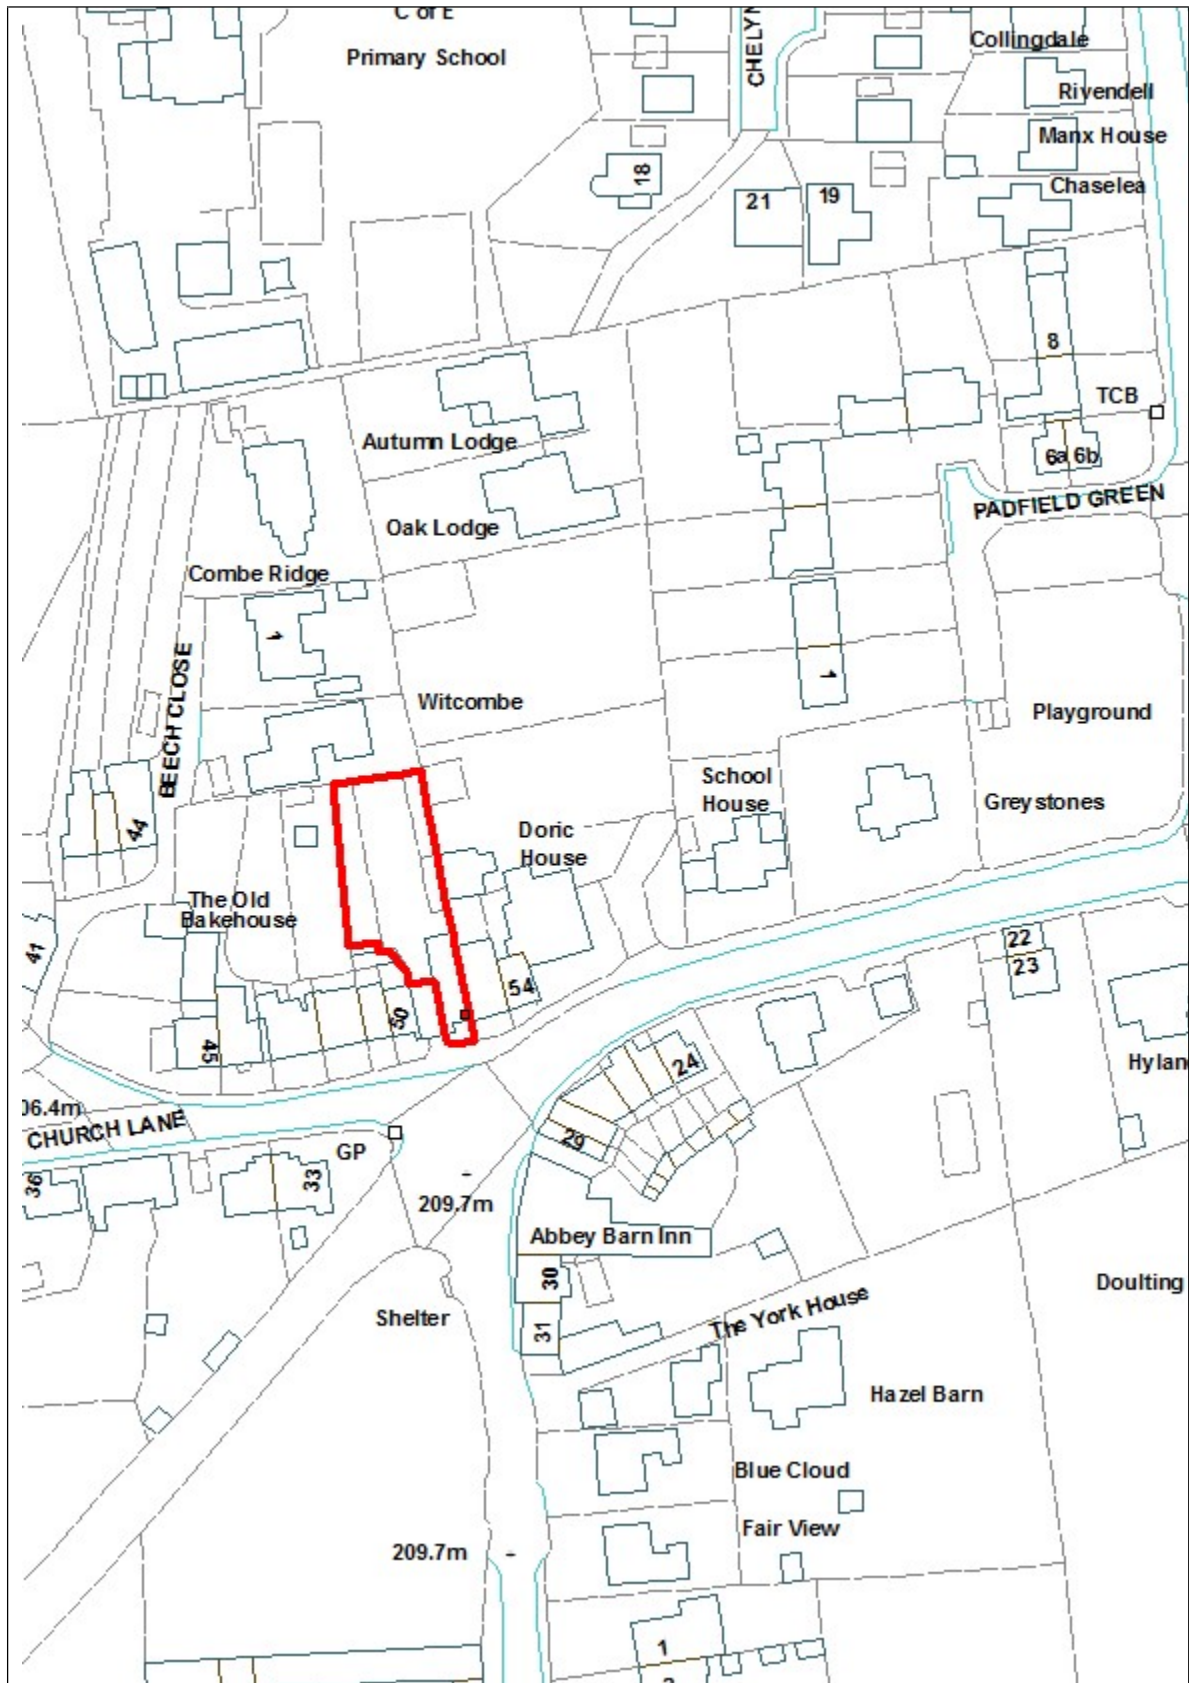 C of E
Primary School
CHELYN
Collingdale
Rivendell
Manx House
Chaselea
18
21
19
8
TCB
6a 6b
PADFIELD GREEN
Autumn Lodge
Oak Lodge
Combe Ridge
1
BEECH CLOSE
Witcombe
1
Playground
School
House
Greystones
44
Doric
House
The Old
Bakehouse
41
22
23
54
50
45
24
Hylan
06.4m
CHURCH LANE
29
GP
36
33
209.7m
Abbey Barn Inn
30
Doulting
Shelter
31
The York House
Hazel Barn
Blue Cloud
Fair View
209.7m
1